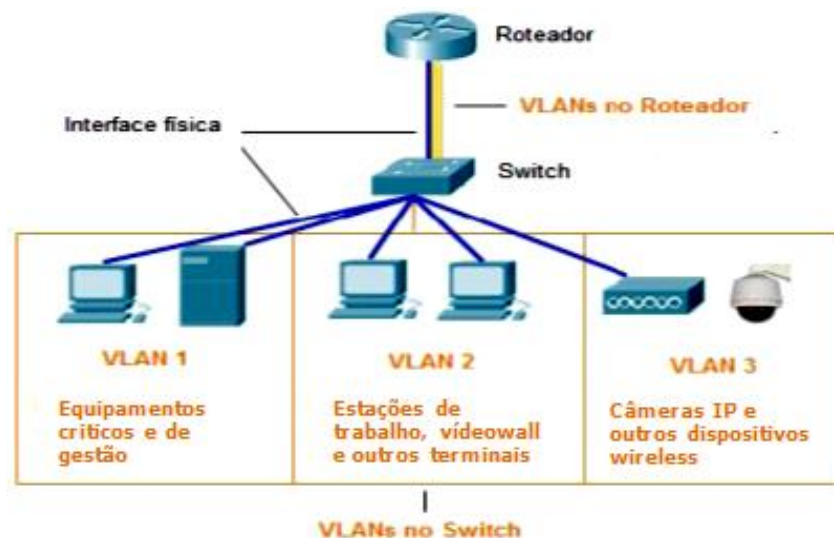 Roteador
VLANs no Roteador
Interface física
Switch
VLAN 1
VLAN 2
VLAN 3
Equipamentos
criticos e de
gestão
Estações de
trabalho, vídeowall
e outros terminais
Câmeras IP e
outros dispositivos
wireless
VLANs no Switch